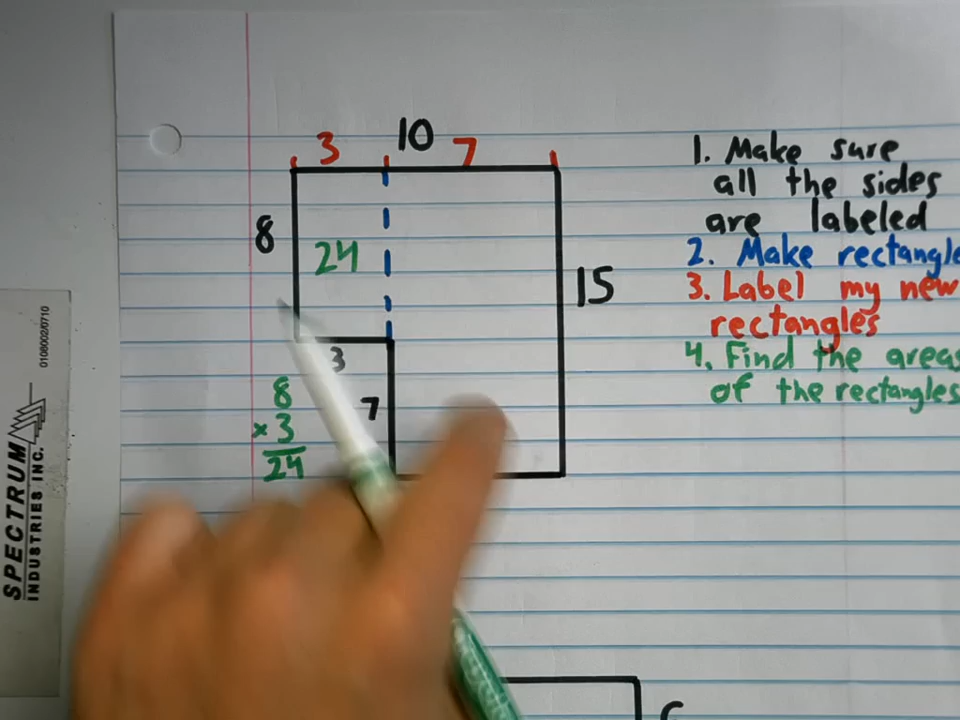 10
3
7
8
24
15
3
7
8
× 3
24
1. Make sure
all the sides
are labeled
2. Make rectangle
3. Label my new
rectangles
4. Find the areas
of the rectangles
SPECTRUM
INDUSTRIES INC.
0108002/0710